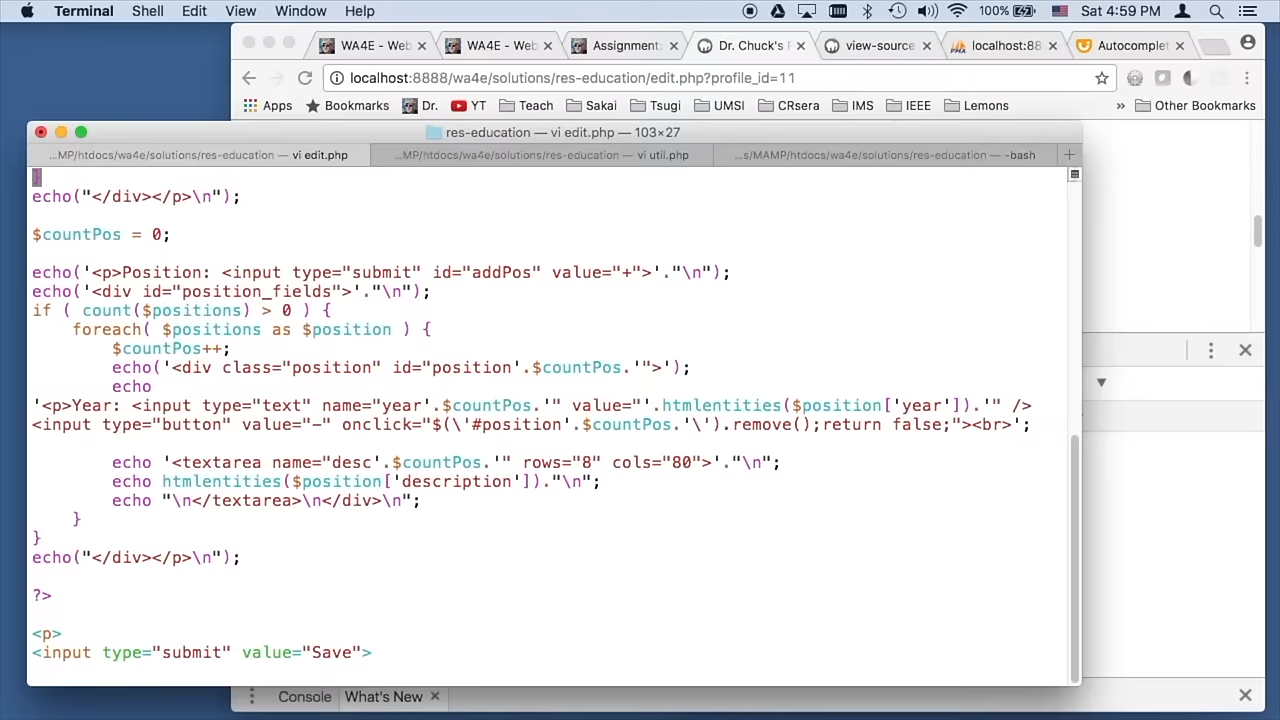 Terminal Shell Edit View Window Help 100% Sat 4:59 PM
WA4E - Web
WA4E - Web
Assignment:
Dr. Chuck's P
view-source
localhost:88
Autocomplet
localhost:8888/wa4e/solutions/res-education/edit.php?profile_id=11
Apps Bookmarks Dr. YT Teach Sakai Tsugi UMSI CRsera IMS IEEE Lemons » Other Bookmarks
res-education — vi edit.php — 103×27
...MP/htdocs/wa4e/solutions/res-education — vi edit.php
...MP/htdocs/wa4e/solutions/res-education — vi util.php
...s/MAMP/htdocs/wa4e/solutions/res-education — -bash
}
echo("</div></p>\n");
$countPos = 0;
echo('<p>Position: <input type="submit" id="addPos" value="+">'."\n");
echo('<div id="position_fields">'."\n");
if ( count($positions) > 0 ) {
    foreach( $positions as $position ) {
        $countPos++;
        echo('<div class="position" id="position'.$countPos.'">');
        echo
'<p>Year: <input type="text" name="year'.$countPos.'" value="'.htmlentities($position['year']).'" />
<input type="button" value="-" onclick="$(\'#position'.$countPos.'\').remove();return false;"><br>';
        echo '<textarea name="desc'.$countPos.'" rows="8" cols="80">'."\n";
        echo htmlentities($position['description'])."\n";
        echo "\n</textarea>\n</div>\n";
    }
}
echo("</div></p>\n");
?>
<p>
<input type="submit" value="Save">
Console What's New